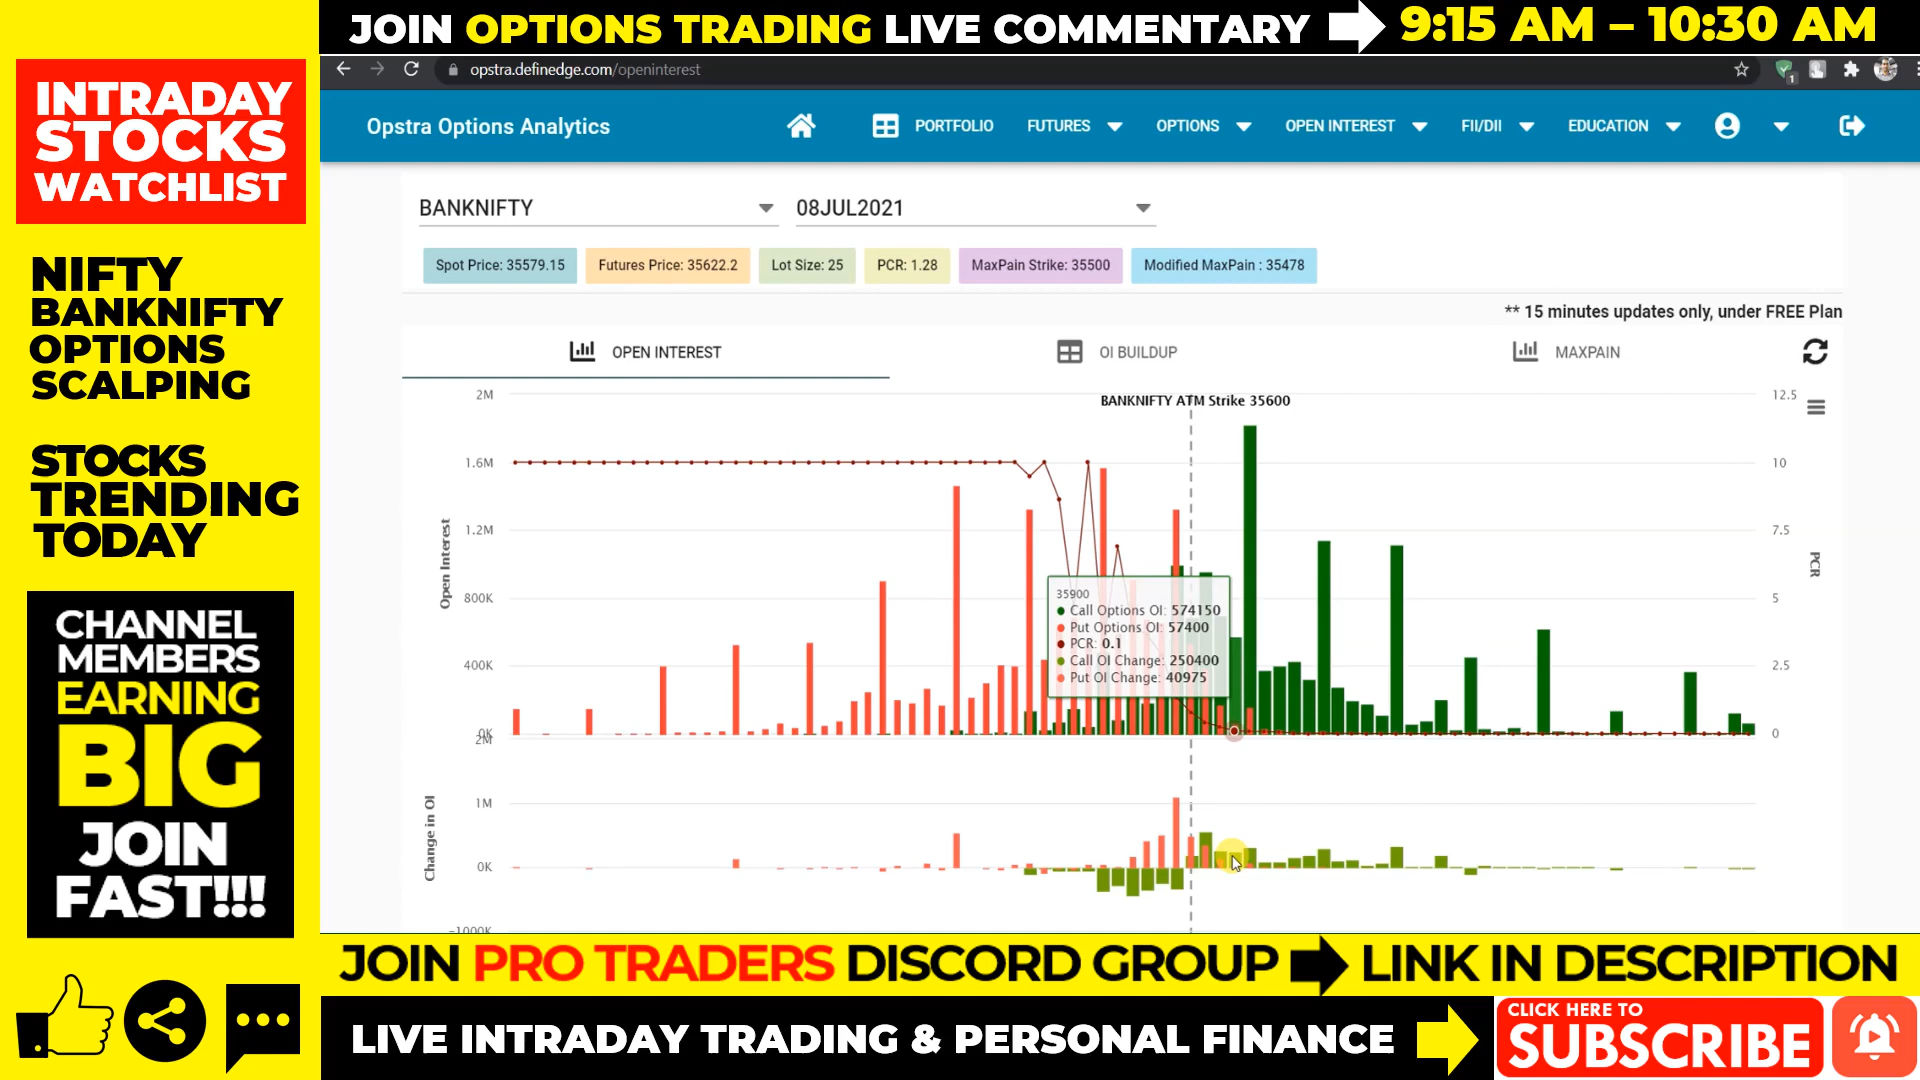 JOIN OPTIONS TRADING LIVE COMMENTARY 9:15 AM – 10:30 AM
INTRADAY
STOCKS
WATCHLIST
NIFTY
BANKNIFTY
OPTIONS
SCALPING
STOCKS
TRENDING
TODAY
CHANNEL
MEMBERS
EARNING
BIG
JOIN
FAST!!!
opstra.definedge.com/openinterest
1
Opstra Options Analytics
PORTFOLIO FUTURES OPTIONS OPEN INTEREST FII/DII EDUCATION
BANKNIFTY 08JUL2021
Spot Price: 35579.15 Futures Price: 35622.2 Lot Size: 25 PCR: 1.28 MaxPain Strike: 35500 Modified MaxPain : 35478
** 15 minutes updates only, under FREE Plan
OPEN INTEREST OI BUILDUP MAXPAIN
BANKNIFTY ATM Strike 35600
2M 12.5
1.6M 10
1.2M 7.5
800K 5
400K 2.5
0K 0
Open Interest
PCR
35900
Call Options OI: 574150
Put Options OI: 57400
PCR: 0.1
Call OI Change: 250400
Put OI Change: 40975
2M
1M
0K
-1000K
Change in OI
JOIN PRO TRADERS DISCORD GROUP LINK IN DESCRIPTION
LIVE INTRADAY TRADING & PERSONAL FINANCE
CLICK HERE TO
SUBSCRIBE